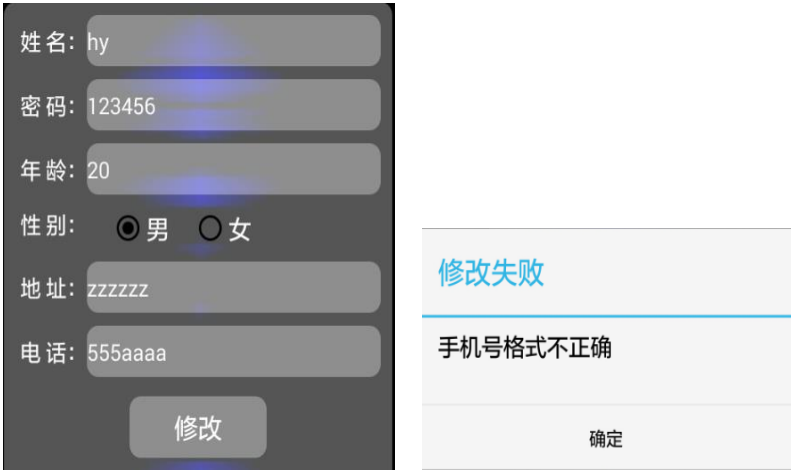 姓名: hy
密码: 123456
年龄: 20
性别: 男 女
地址: zzzzzz
电话: 555aaaa
修改
修改失败
手机号格式不正确
确定